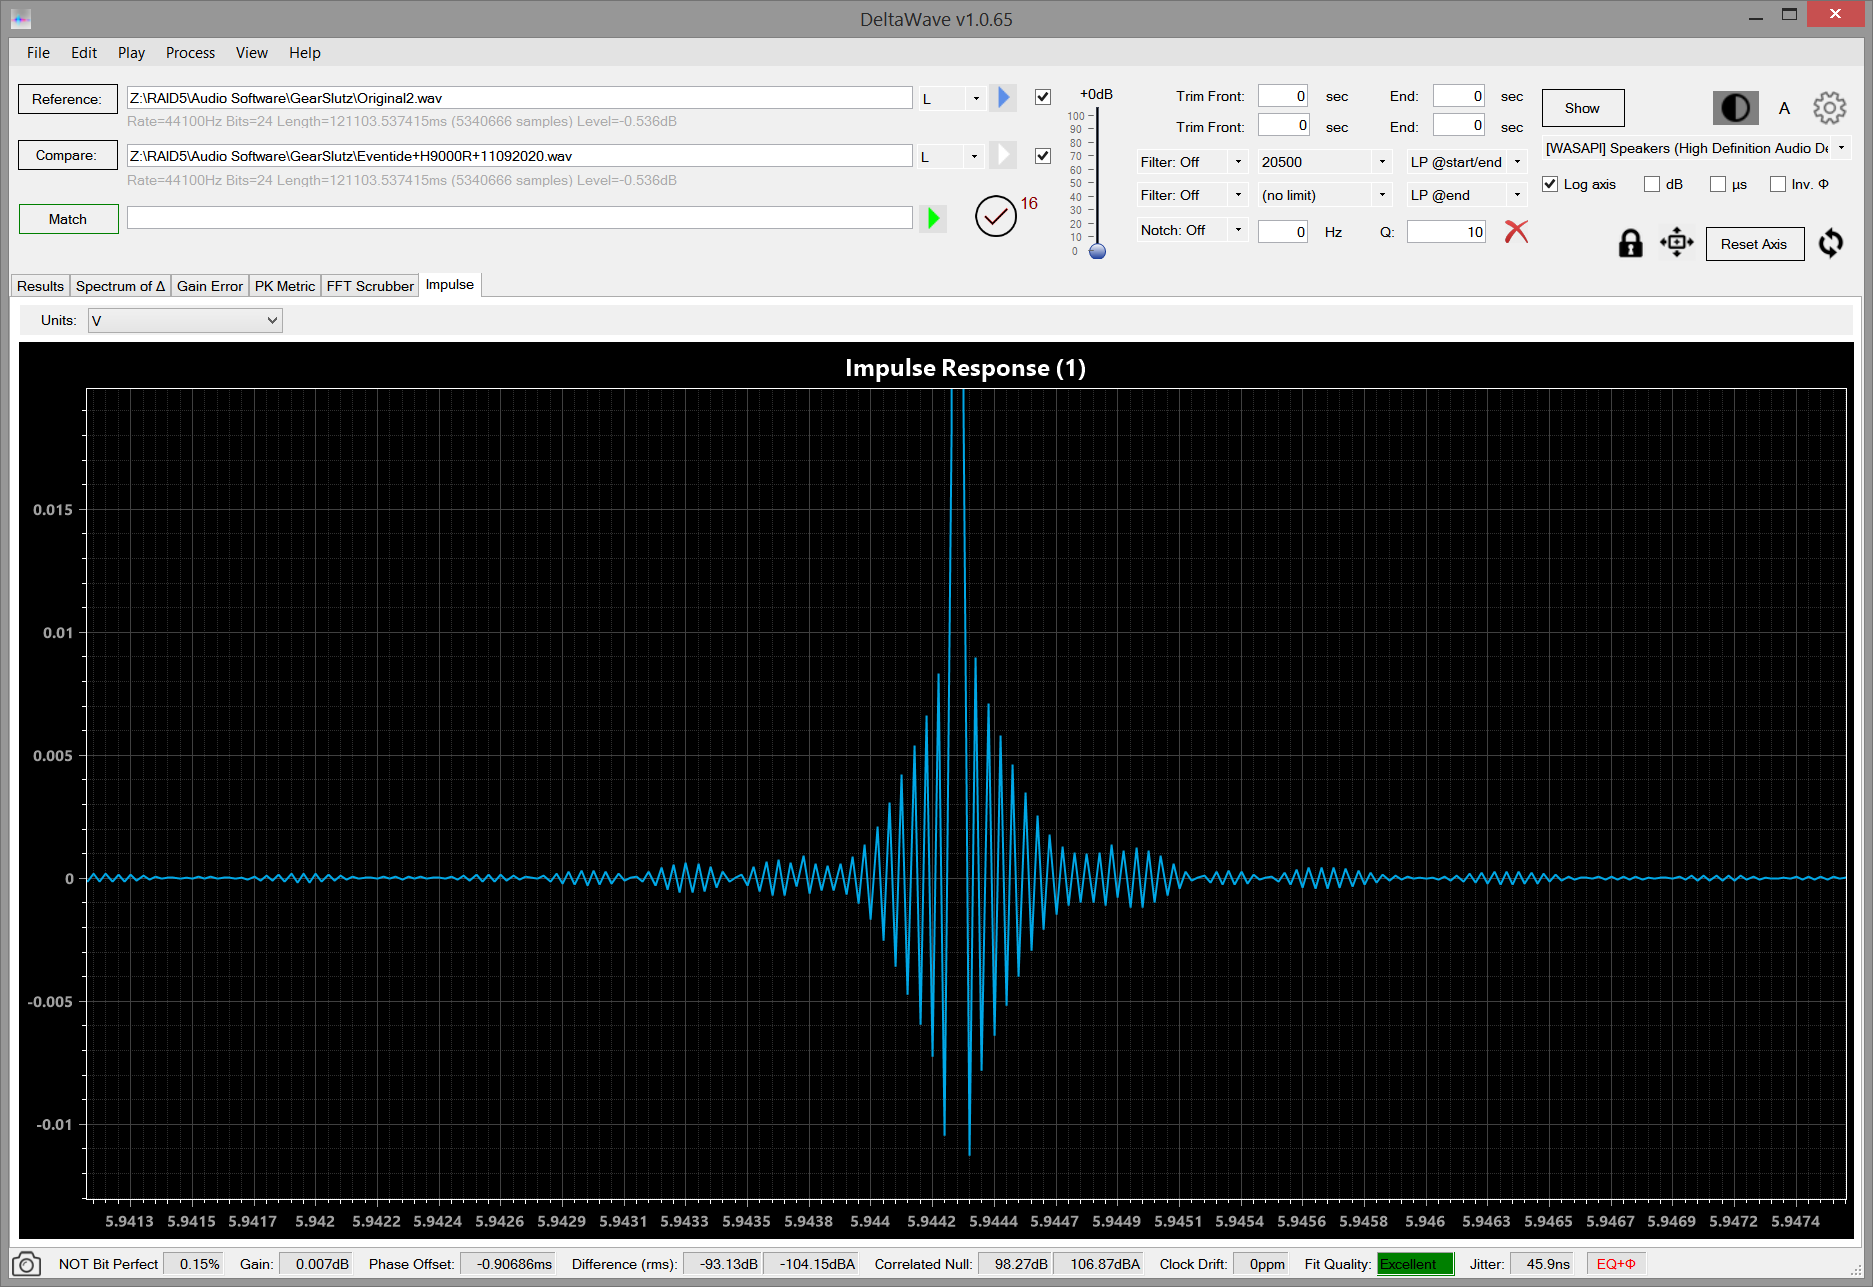 DeltaWave v1.0.65
File Edit Play Process View Help
Reference: Z:\RAID5\Audio Software\GearSlutz\Original2.wav L
Rate=44100Hz Bits=24 Length=121103.537415ms (5340666 samples) Level=-0.536dB
Compare: Z:\RAID5\Audio Software\GearSlutz\Eventide+H9000R+11092020.wav L
Rate=44100Hz Bits=24 Length=121103.537415ms (5340666 samples) Level=-0.536dB
Match
16
+0dB
100
90
80
70
60
50
40
30
20
10
0
Trim Front: 0 sec End: 0 sec
Trim Front: 0 sec End: 0 sec
Filter: Off 20500 LP @start/end
Filter: Off (no limit) LP @end
Notch: Off 0 Hz Q: 10
Show A
[WASAPI] Speakers (High Definition Audio De
Log axis dB µs Inv. Φ
Reset Axis
Results Spectrum of Δ Gain Error PK Metric FFT Scrubber Impulse
Units: V
Impulse Response (1)
0.015
0.01
0.005
0
-0.005
-0.01
5.9413 5.9415 5.9417 5.942 5.9422 5.9424 5.9426 5.9429 5.9431 5.9433 5.9435 5.9438 5.944 5.9442 5.9444 5.9447 5.9449 5.9451 5.9454 5.9456 5.9458 5.946 5.9463 5.9465 5.9467 5.9469 5.9472 5.9474
NOT Bit Perfect 0.15% Gain: 0.007dB Phase Offset: -0.90686ms Difference (rms): -93.13dB -104.15dBA Correlated Null: 98.27dB 106.87dBA Clock Drift: 0ppm Fit Quality: Excellent Jitter: 45.9ns EQ+Φ